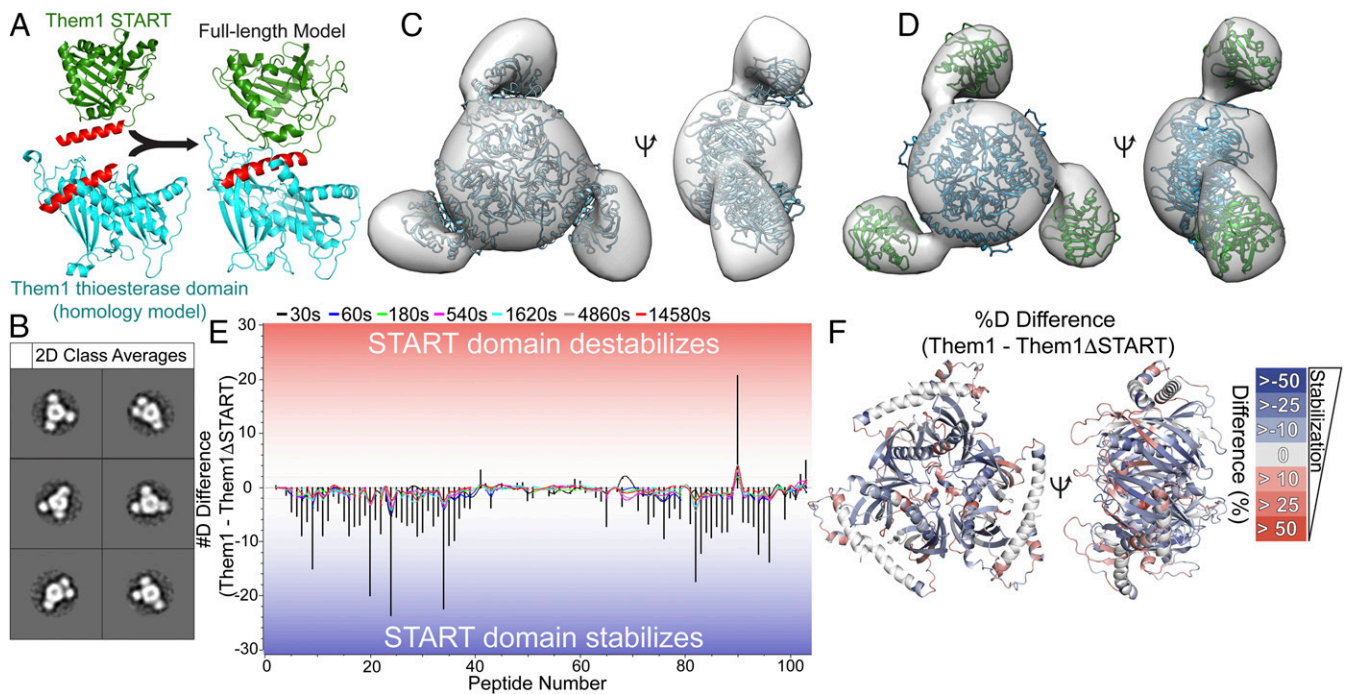 A
Them1 START
Full-length Model
Them1 thioesterase domain
(homology model)
B
2D Class Averages
C
Ψ
D
Ψ
E
30s 60s 180s 540s 1620s 4860s 14580s
START domain destabilizes
START domain stabilizes
#D Difference
(Them1 - Them1ΔSTART)
30
20
10
0
-10
-20
-30
0 20 40 60 80 100
Peptide Number
F
%D Difference
(Them1 - Them1ΔSTART)
Ψ
>-50
>-25
>-10
0
> 10
> 25
> 50
Difference (%)
Stabilization